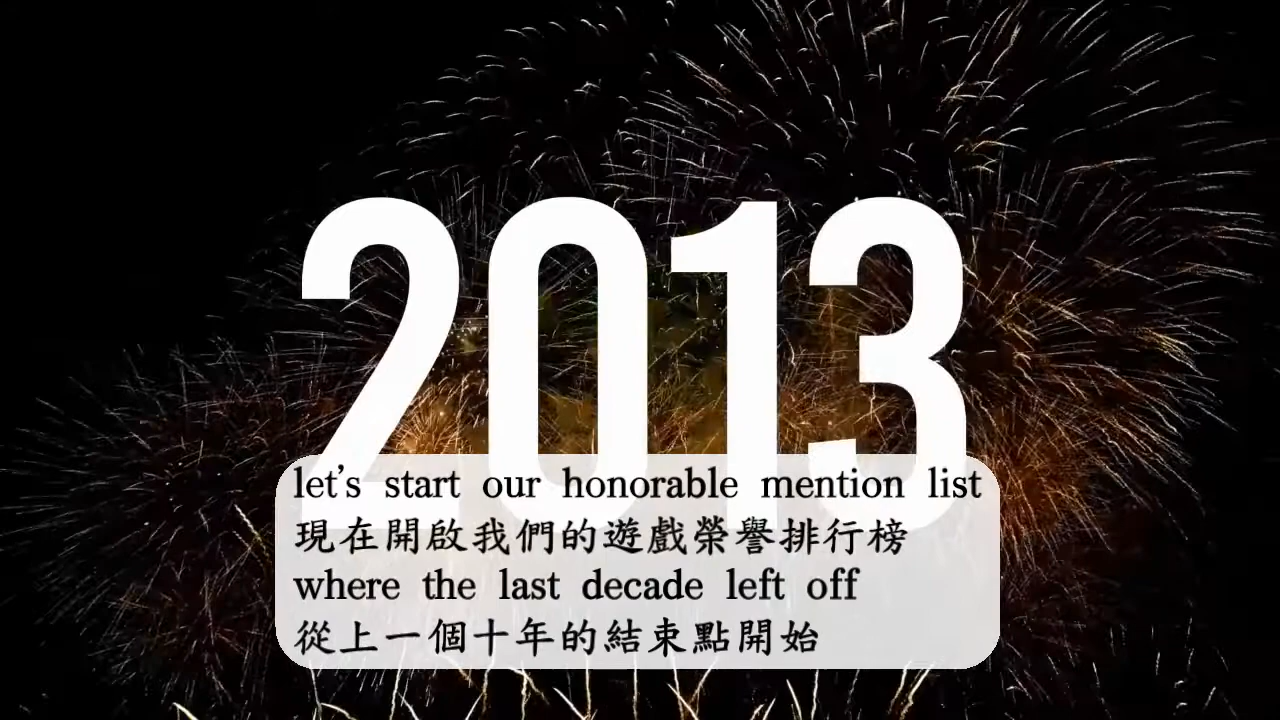 2013
let's start our honorable mention list
現在開啟我們的遊戲榮譽排行榜
where the last decade left off
從上一個十年的結束點開始